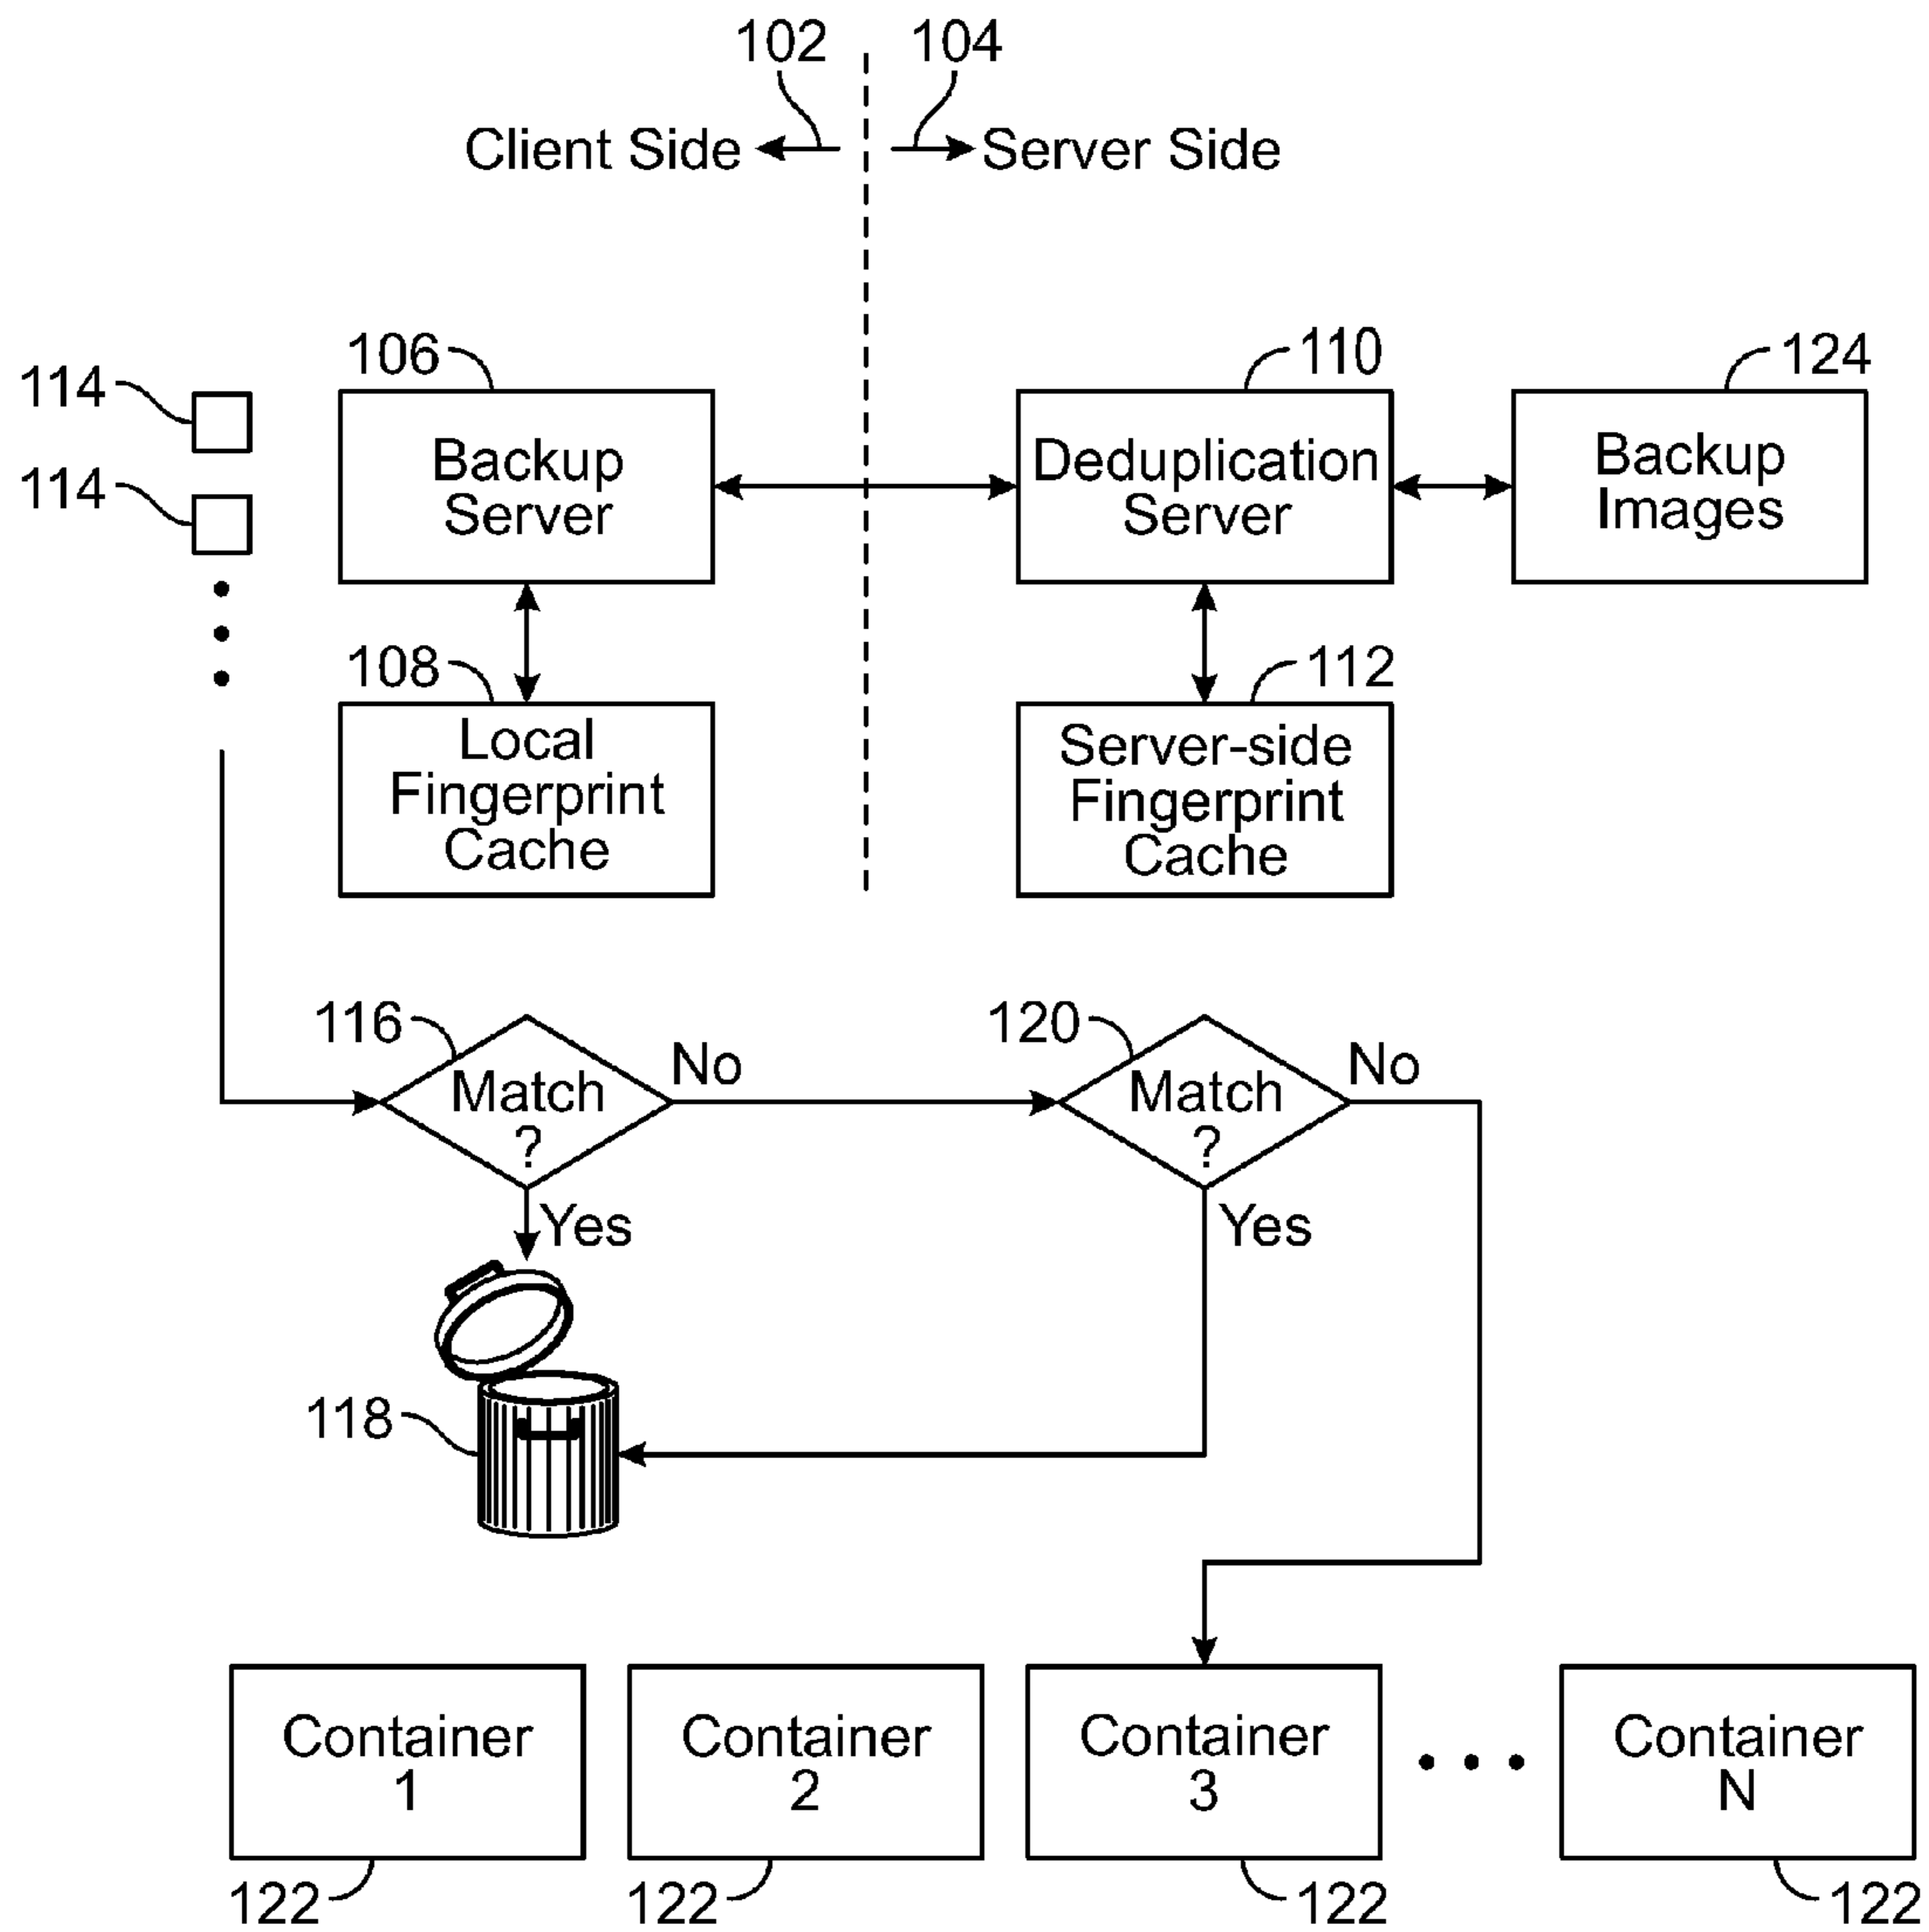 102
104
Client Side
Server Side
106
110
124
114
114
Backup
Server
Deduplication
Server
Backup
Images
108
112
Local
Fingerprint
Cache
Server-side
Fingerprint
Cache
116
120
Match
?
No
Match
?
No
Yes
Yes
118
Container
1
Container
2
Container
3
Container
N
122
122
122
122